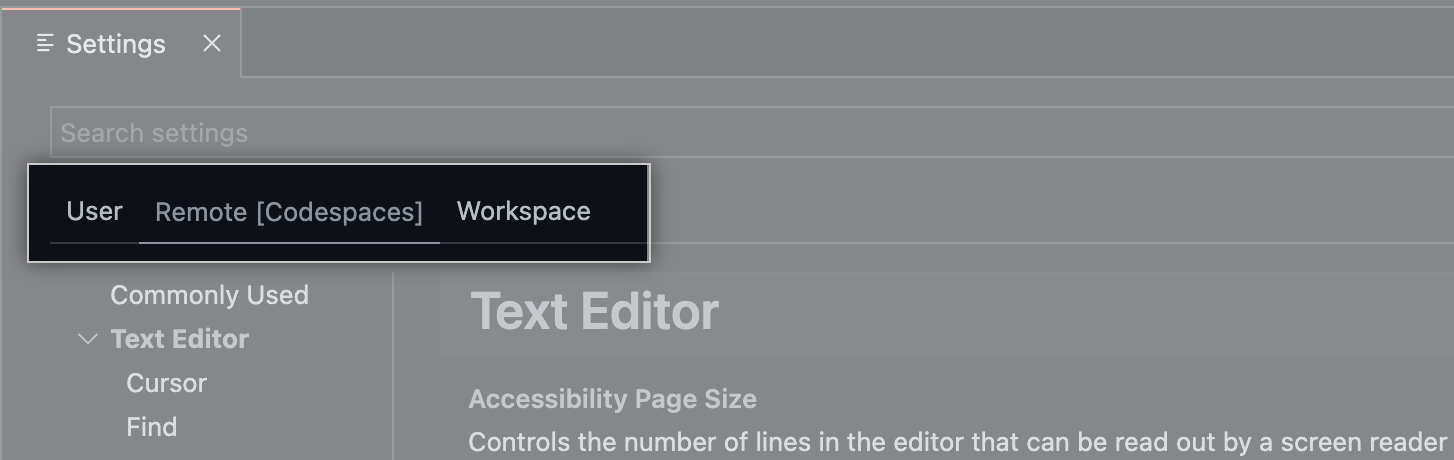 Settings
Search settings
User Remote [Codespaces] Workspace
Commonly Used
Text Editor
Cursor
Find
Text Editor
Accessibility Page Size
Controls the number of lines in the editor that can be read out by a screen reader